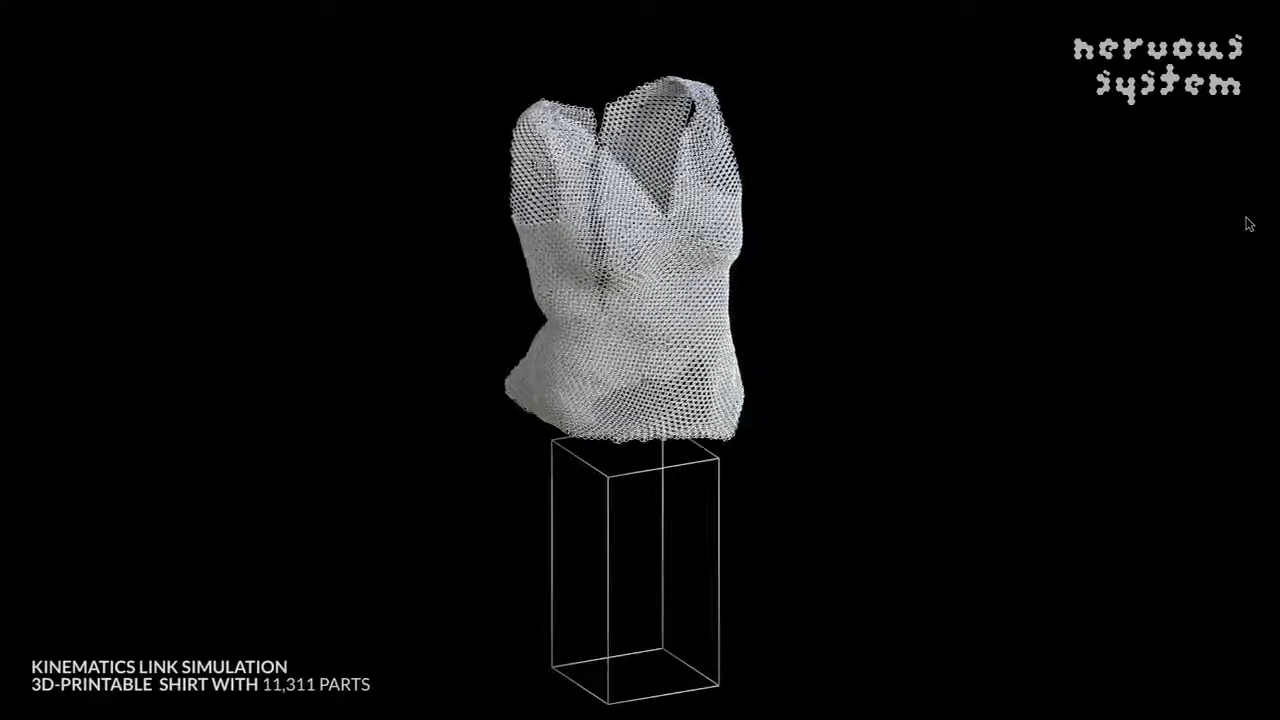 nervous
system
KINEMATICS LINK SIMULATION
3D-PRINTABLE SHIRT WITH 11,311 PARTS